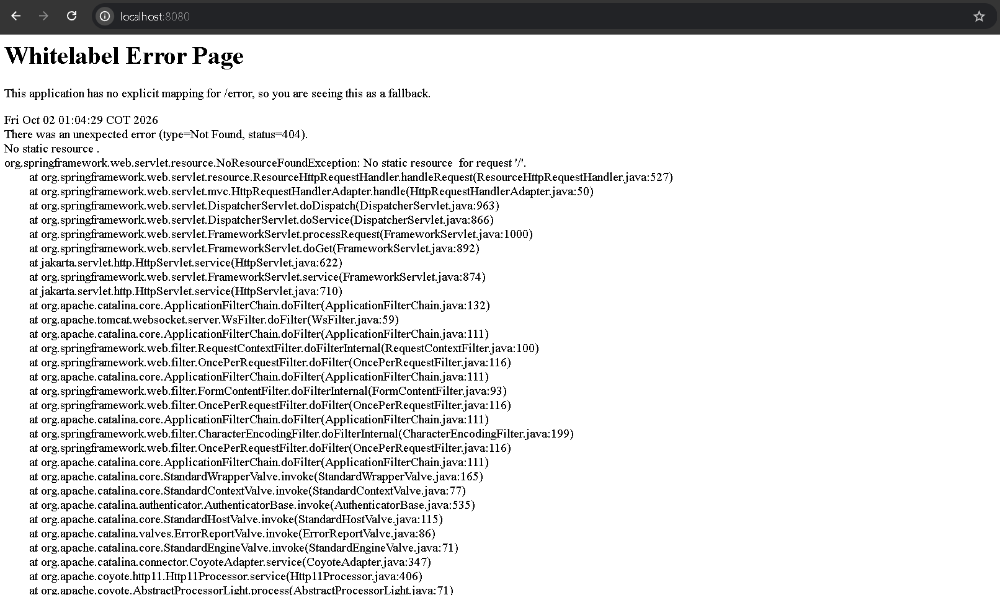 localhost:8080
Whitelabel Error Page
This application has no explicit mapping for /error, so you are seeing this as a fallback.
Fri Oct 02 01:04:29 COT 2026
There was an unexpected error (type=Not Found, status=404).
No static resource .
org.springframework.web.servlet.resource.NoResourceFoundException: No static resource  for request '/'.
at org.springframework.web.servlet.resource.ResourceHttpRequestHandler.handleRequest(ResourceHttpRequestHandler.java:527)
at org.springframework.web.servlet.mvc.HttpRequestHandlerAdapter.handle(HttpRequestHandlerAdapter.java:50)
at org.springframework.web.servlet.DispatcherServlet.doDispatch(DispatcherServlet.java:963)
at org.springframework.web.servlet.DispatcherServlet.doService(DispatcherServlet.java:866)
at org.springframework.web.servlet.FrameworkServlet.processRequest(FrameworkServlet.java:1000)
at org.springframework.web.servlet.FrameworkServlet.doGet(FrameworkServlet.java:892)
at jakarta.servlet.http.HttpServlet.service(HttpServlet.java:622)
at org.springframework.web.servlet.FrameworkServlet.service(FrameworkServlet.java:874)
at jakarta.servlet.http.HttpServlet.service(HttpServlet.java:710)
at org.apache.catalina.core.ApplicationFilterChain.doFilter(ApplicationFilterChain.java:132)
at org.apache.tomcat.websocket.server.WsFilter.doFilter(WsFilter.java:59)
at org.apache.catalina.core.ApplicationFilterChain.doFilter(ApplicationFilterChain.java:111)
at org.springframework.web.filter.RequestContextFilter.doFilterInternal(RequestContextFilter.java:100)
at org.springframework.web.filter.OncePerRequestFilter.doFilter(OncePerRequestFilter.java:116)
at org.apache.catalina.core.ApplicationFilterChain.doFilter(ApplicationFilterChain.java:111)
at org.springframework.web.filter.FormContentFilter.doFilterInternal(FormContentFilter.java:93)
at org.springframework.web.filter.OncePerRequestFilter.doFilter(OncePerRequestFilter.java:116)
at org.apache.catalina.core.ApplicationFilterChain.doFilter(ApplicationFilterChain.java:111)
at org.springframework.web.filter.CharacterEncodingFilter.doFilterInternal(CharacterEncodingFilter.java:199)
at org.springframework.web.filter.OncePerRequestFilter.doFilter(OncePerRequestFilter.java:116)
at org.apache.catalina.core.ApplicationFilterChain.doFilter(ApplicationFilterChain.java:111)
at org.apache.catalina.core.StandardWrapperValve.invoke(StandardWrapperValve.java:165)
at org.apache.catalina.core.StandardContextValve.invoke(StandardContextValve.java:77)
at org.apache.catalina.authenticator.AuthenticatorBase.invoke(AuthenticatorBase.java:535)
at org.apache.catalina.core.StandardHostValve.invoke(StandardHostValve.java:115)
at org.apache.catalina.valves.ErrorReportValve.invoke(ErrorReportValve.java:86)
at org.apache.catalina.core.StandardEngineValve.invoke(StandardEngineValve.java:71)
at org.apache.catalina.connector.CoyoteAdapter.service(CoyoteAdapter.java:347)
at org.apache.coyote.http11.Http11Processor.service(Http11Processor.java:406)
at org.apache.coyote.AbstractProcessorLight.process(AbstractProcessorLight.java:71)